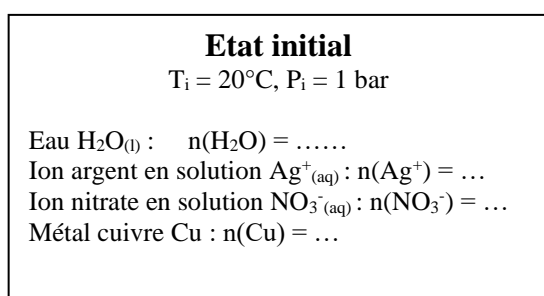 Etat initial
Tᵢ = 20°C, Pᵢ = 1 bar
Eau H₂O₍ₗ₎ : n(H₂O) = ……
Ion argent en solution Ag⁺₍aq₎ : n(Ag⁺) = …
Ion nitrate en solution NO₃⁻₍aq₎ : n(NO₃⁻) = …
Métal cuivre Cu : n(Cu) = …